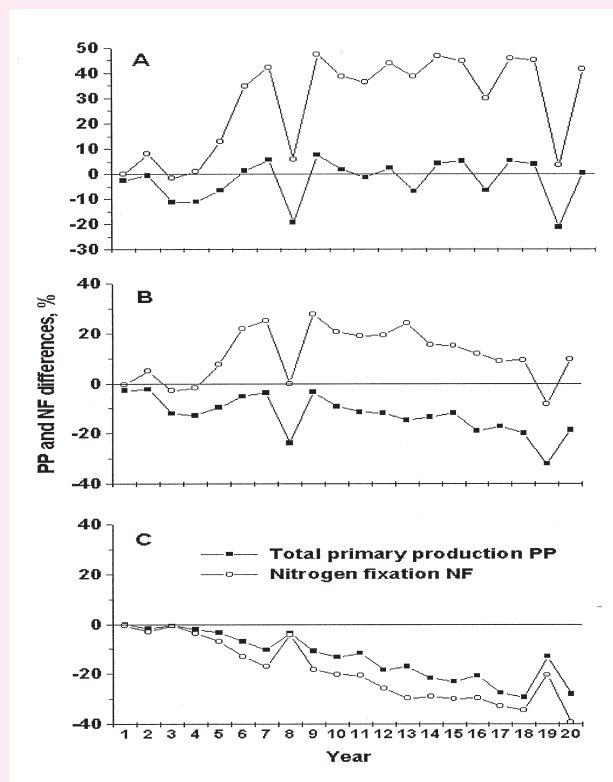 PP and NF differences, %
A
50
40
30
20
10
0
-10
-20
-30
B
40
20
0
-20
-40
C
40
20
0
-20
-40
Total primary production PP
Nitrogen fixation NF
1 2 3 4 5 6 7 8 9 10 11 12 13 14 15 16 17 18 19 20
Year